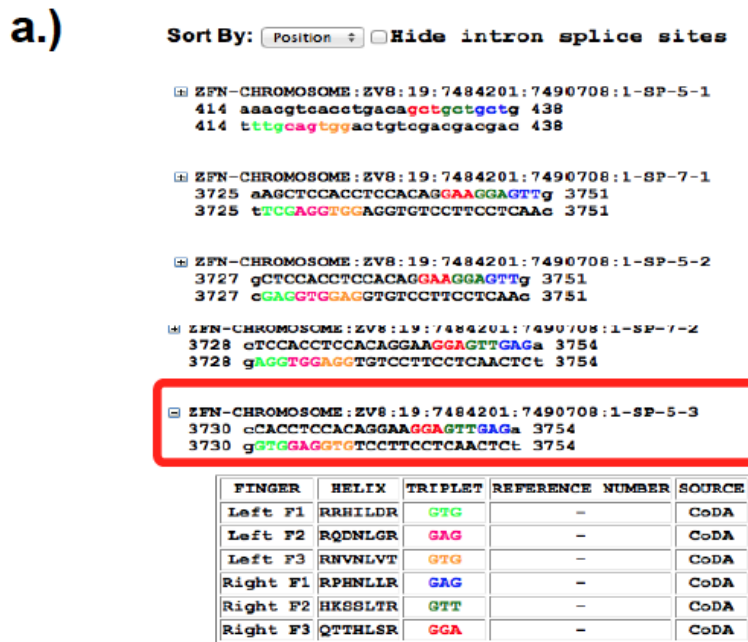 a.)
Sort By: Position Hide intron splice sites
ZFN-CHROMOSOME:ZV8:19:7484201:7490708:1-SP-5-1
414 aaacgtcacctgacagctgctgctg 438
414 tttgcagtggactgtcgacgacgac 438
ZFN-CHROMOSOME:ZV8:19:7484201:7490708:1-SP-7-1
3725 aAGCTCCACCTCCACAGGAAGGAGTTg 3751
3725 tTCGAGGTGGAGGTGTCCTTCCTCAAc 3751
ZFN-CHROMOSOME:ZV8:19:7484201:7490708:1-SP-5-2
3727 gCTCCACCTCCACAGGAAGGAGTTg 3751
3727 cGAGGTGGAGGTGTCCTTCCTCAAc 3751
ZFN-CHROMOSOME:ZV8:19:7484201:7490708:1-SP-7-2
3728 cTCCACCTCCACAGGAAGGAGTTGAGa 3754
3728 gAGGTGGAGGTGTCCTTCCTCAACTCt 3754
ZFN-CHROMOSOME:ZV8:19:7484201:7490708:1-SP-5-3
3730 cCACCTCCACAGGAAGGAGTTGAGa 3754
3730 gGTGGAGGTGTCCTTCCTCAACTCt 3754
FINGER HELIX TRIPLET REFERENCE NUMBER SOURCE
Left F1 RRHILDR GTG – CoDA
Left F2 RQDNLGR GAG – CoDA
Left F3 RNVNLVT GTG – CoDA
Right F1 RPHNLLR GAG – CoDA
Right F2 HKSSLTR GTT – CoDA
Right F3 QTTHLSR GGA – CoDA